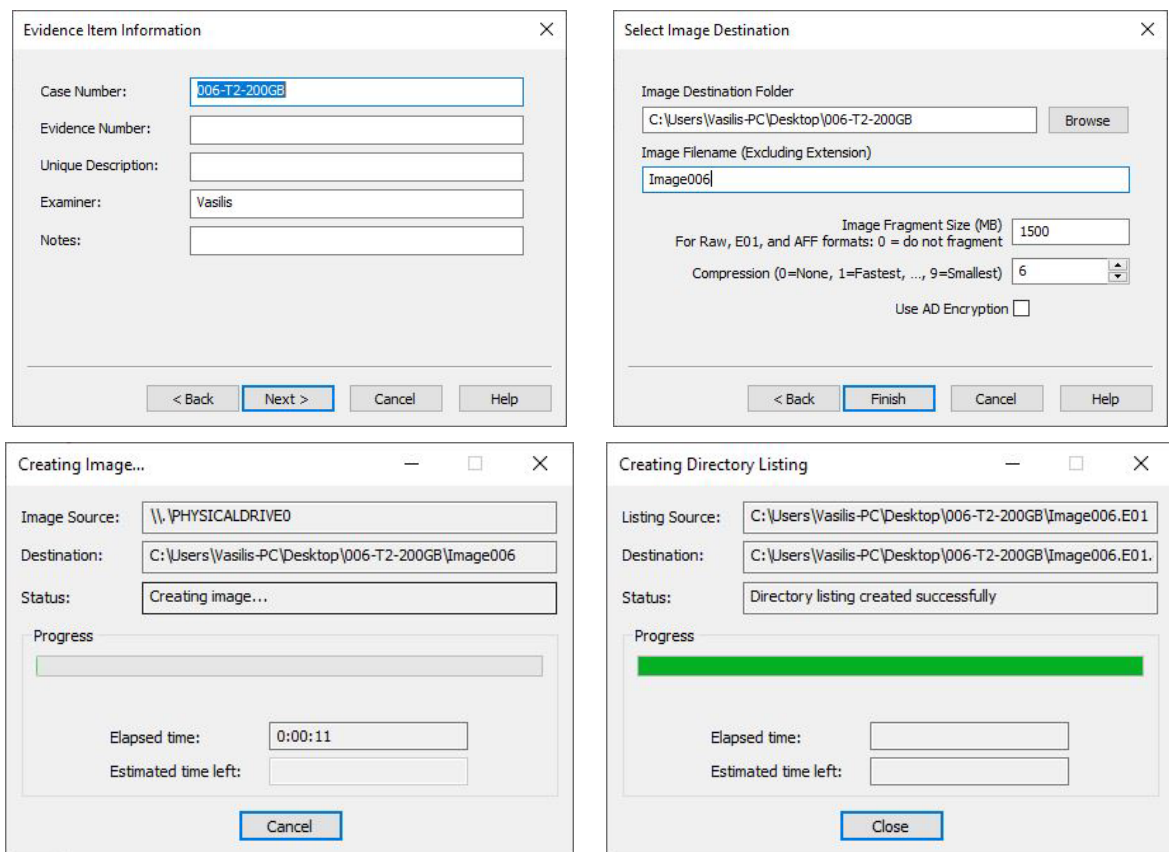 Evidence Item Information
Case Number: 006-T2-200GB
Evidence Number:
Unique Description:
Examiner: Vasilis
Notes:
< Back Next > Cancel Help
Select Image Destination
Image Destination Folder
C:\Users\Vasilis-PC\Desktop\006-T2-200GB Browse
Image Filename (Excluding Extension)
Image006
Image Fragment Size (MB) 1500
For Raw, E01, and AFF formats: 0 = do not fragment
Compression (0=None, 1=Fastest, ..., 9=Smallest) 6
Use AD Encryption
< Back Finish Cancel Help
Creating Image...
Image Source: \\.\PHYSICALDRIVE0
Destination: C:\Users\Vasilis-PC\Desktop\006-T2-200GB\Image006
Status: Creating image...
Progress
Elapsed time: 0:00:11
Estimated time left:
Cancel
Creating Directory Listing
Listing Source: C:\Users\Vasilis-PC\Desktop\006-T2-200GB\Image006.E01
Destination: C:\Users\Vasilis-PC\Desktop\006-T2-200GB\Image006.E01.
Status: Directory listing created successfully
Progress
Elapsed time:
Estimated time left:
Close